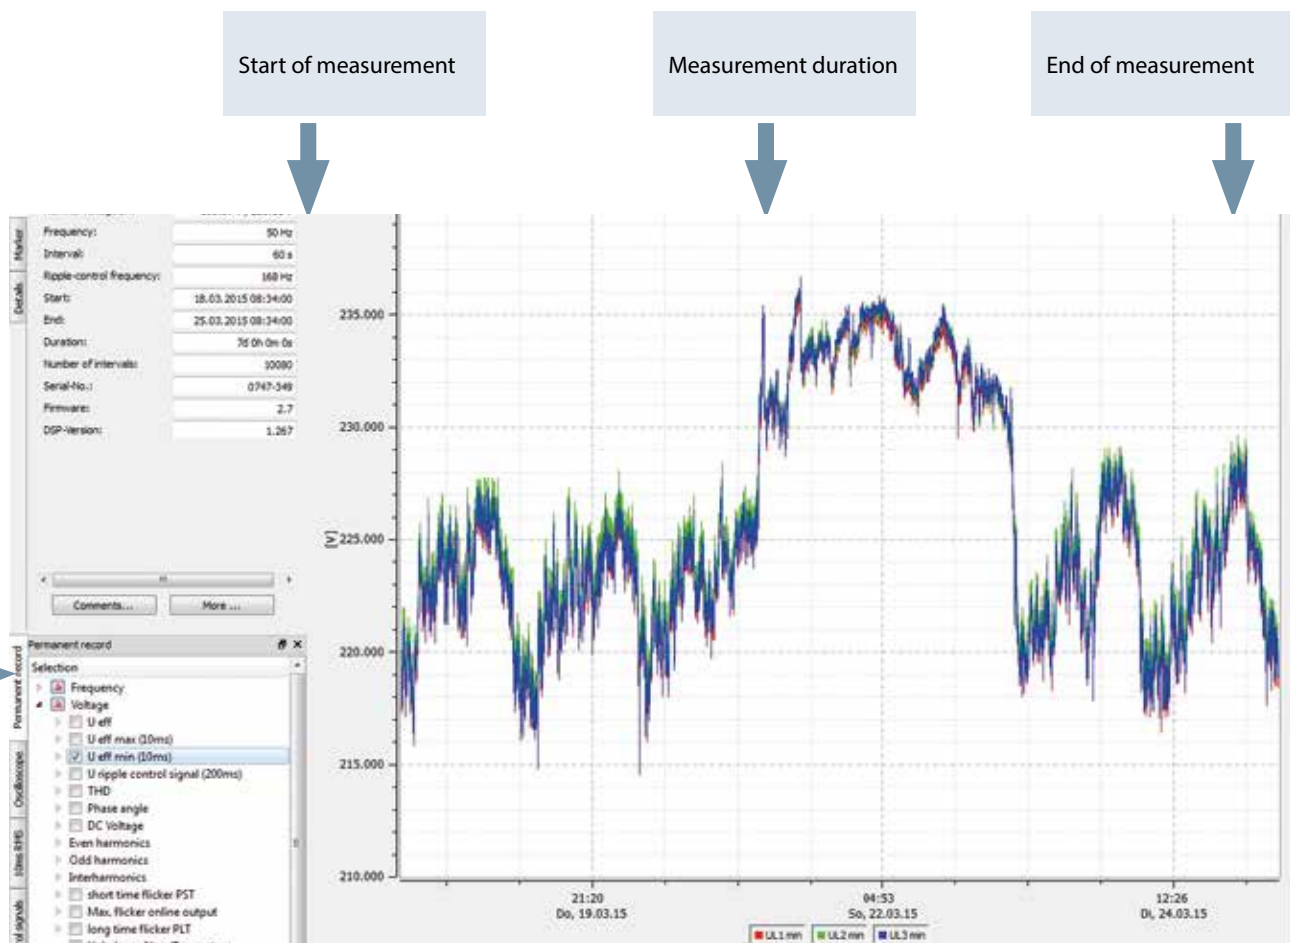 Start of measurement
Measurement duration
End of measurement
Marker
Details
Frequency: 50 Hz
Interval: 60 s
Ripple-control frequency: 168 Hz
Start: 18.03.2015 08:34:00
End: 25.03.2015 08:34:00
Duration: 7d 0h 0m 0s
Number of intervals: 10080
Serial-No.: 0747-349
Firmware: 2.7
DSP-Version: 1.267
Comments...
More ...
Permanent record
Permanent record
Selection
Frequency
Voltage
U eff
U eff max (10ms)
U eff min (10ms)
U ripple control signal (200ms)
THD
Phase angle
DC Voltage
Even harmonics
Odd harmonics
Interharmonics
short time flicker PST
Max. flicker online output
long time flicker PLT
Oscilloscope
10ms RMS
signals
[V]
235.000
230.000
225.000
220.000
215.000
210.000
21:20
Do, 19.03.15
04:53
So, 22.03.15
12:26
Di, 24.03.15
UL1 min
UL2 min
UL3 min